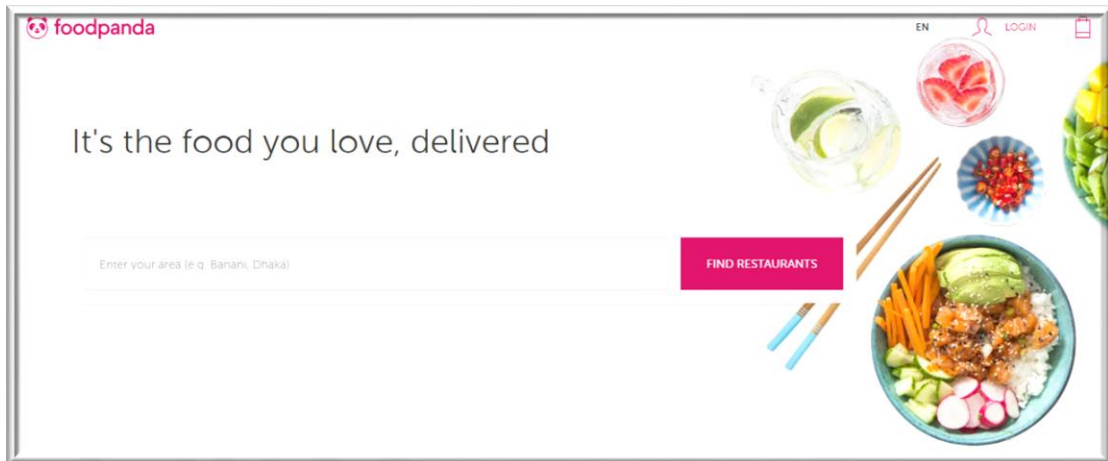 foodpanda
EN LOGIN
It's the food you love, delivered
Enter your area (e.g. Banani, Dhaka)
FIND RESTAURANTS